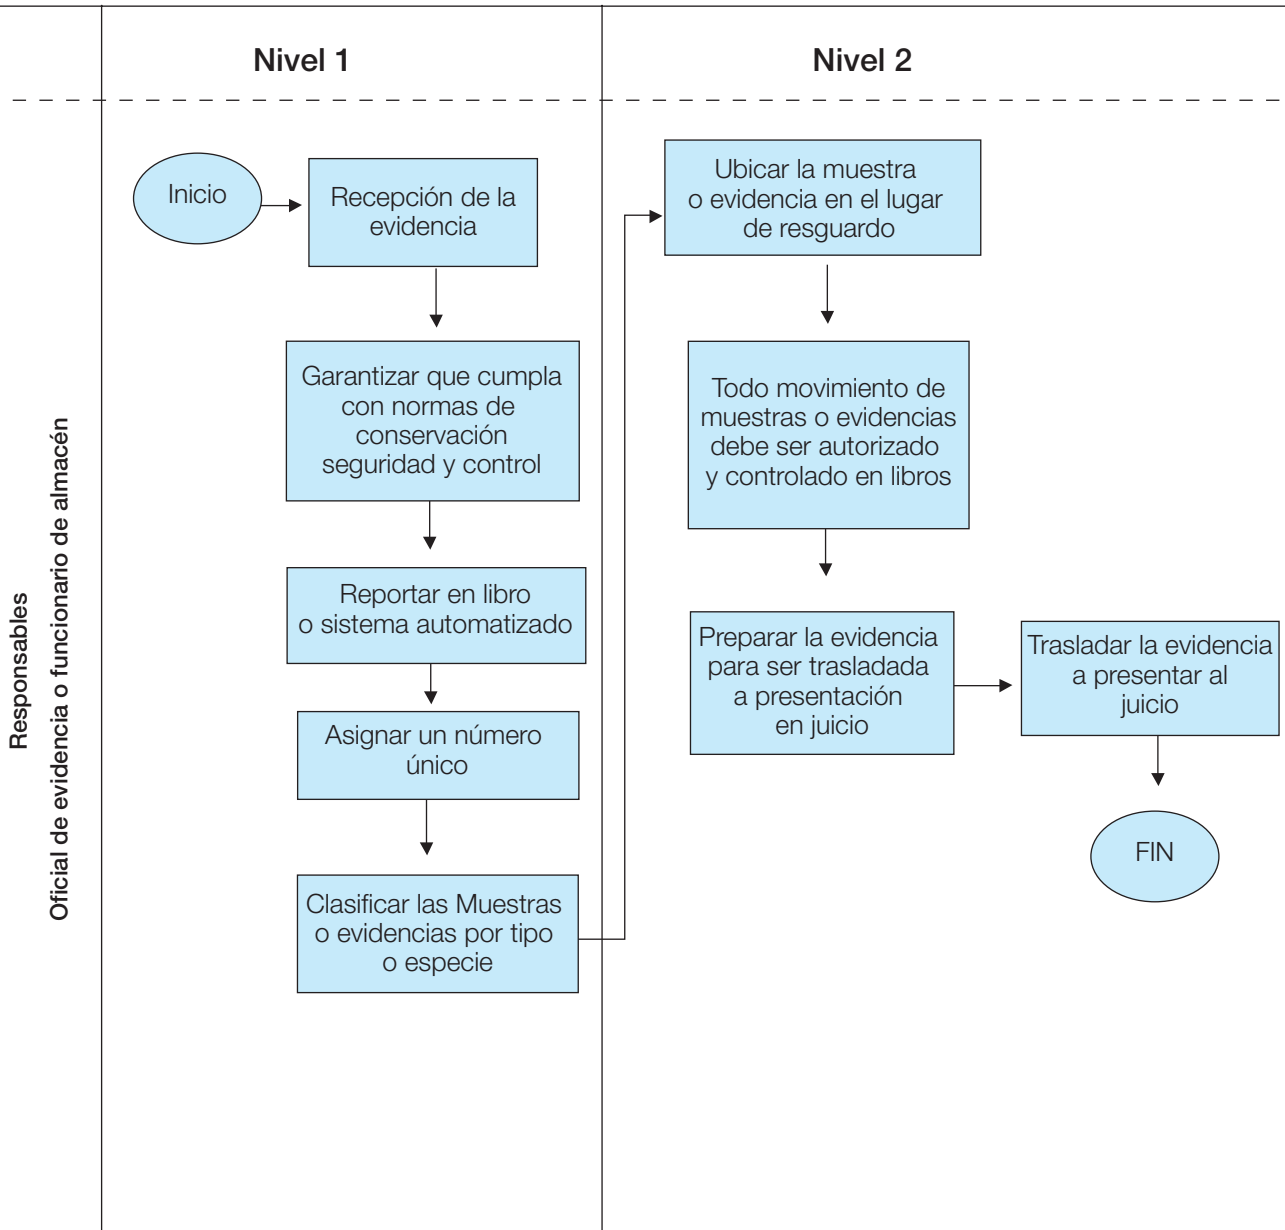 Nivel 1
Nivel 2
Responsables
Oficial de evidencia o funcionario de almacén
Inicio
Recepción de la
evidencia
Garantizar que cumpla
con normas de
conservación
seguridad y control
Reportar en libro
o sistema automatizado
Asignar un número
único
Clasificar las Muestras
o evidencias por tipo
o especie
Ubicar la muestra
o evidencia en el lugar
de resguardo
Todo movimiento de
muestras o evidencias
debe ser autorizado
y controlado en libros
Preparar la evidencia
para ser trasladada
a presentación
en juicio
Trasladar la evidencia
a presentar al
juicio
FIN